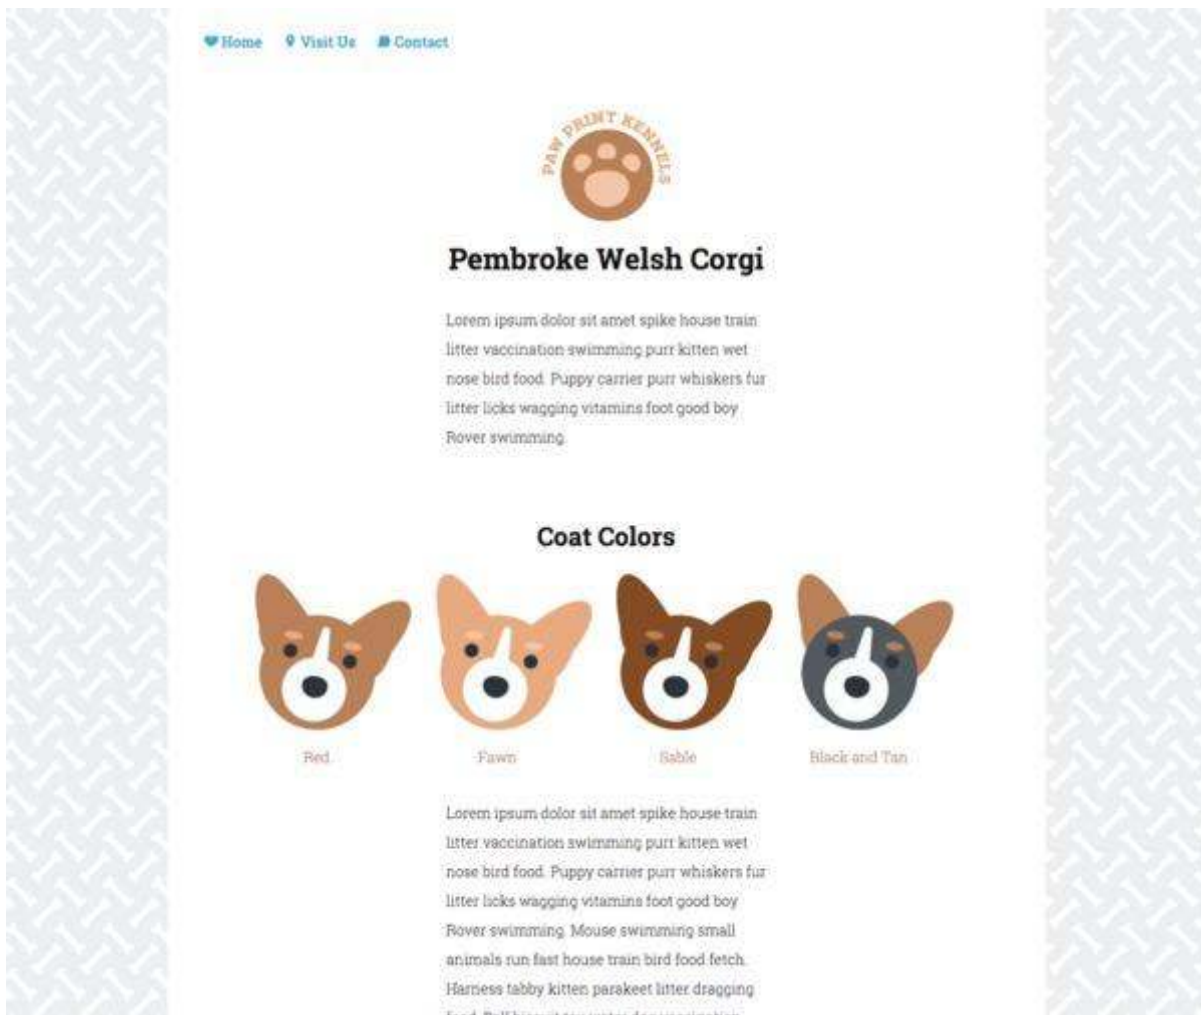 Home Visit Us Contact
PAW PRINT KENNELS
Pembroke Welsh Corgi
Lorem ipsum dolor sit amet spike house train
litter vaccination swimming purr kitten wet
nose bird food. Puppy carrier purr whiskers fur
litter licks wagging vitamins foot good boy
Rover swimming.
Coat Colors
Red Fawn Sable Black and Tan
Lorem ipsum dolor sit amet spike house train
litter vaccination swimming purr kitten wet
nose bird food. Puppy carrier purr whiskers fur
litter licks wagging vitamins foot good boy
Rover swimming. Mouse swimming small
animals run fast house train bird food fetch.
Harness tabby kitten parakeet litter dragging